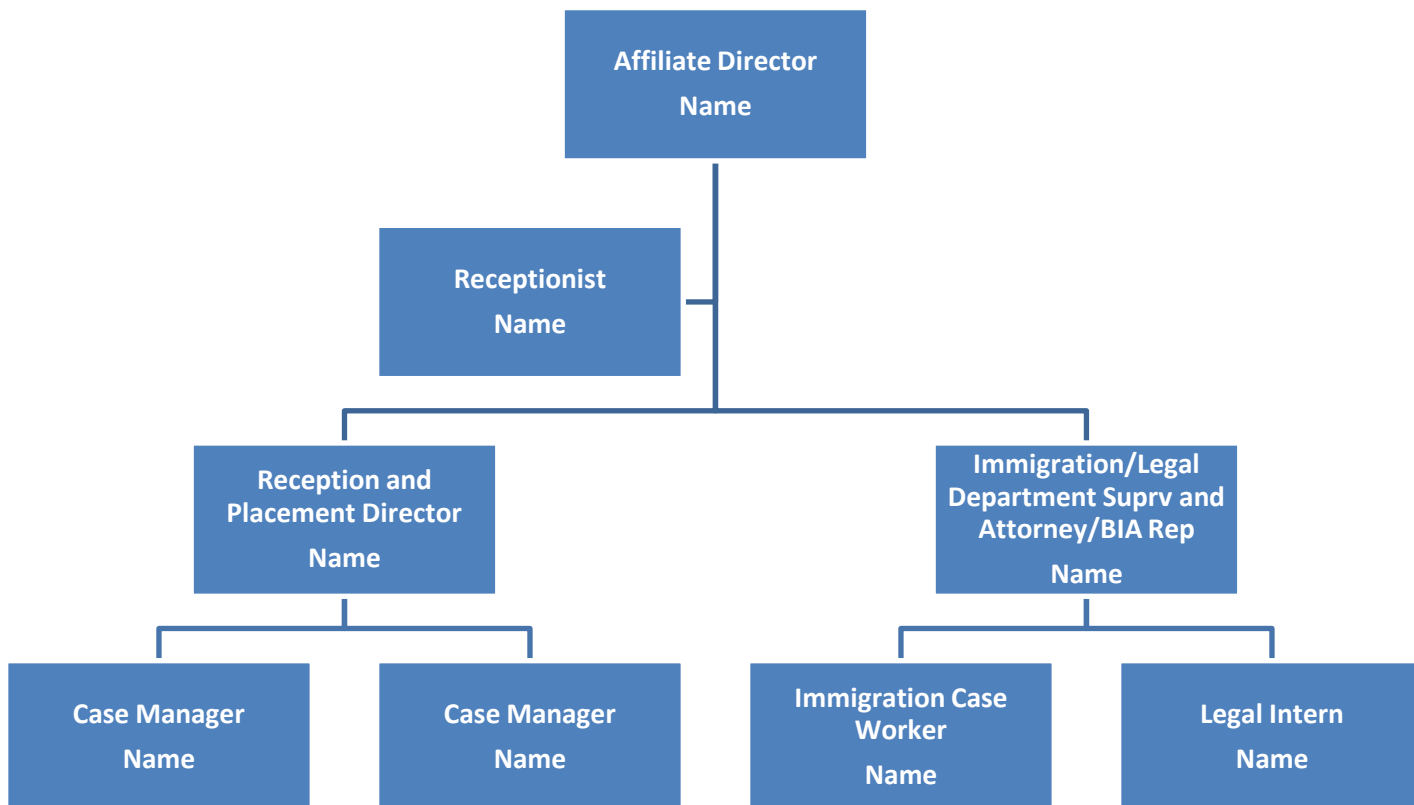 Affiliate Director
Name
Receptionist
Name
Reception and
Placement Director
Name
Immigration/Legal
Department Suprv and
Attorney/BIA Rep
Name
Case Manager
Name
Case Manager
Name
Immigration Case
Worker
Name
Legal Intern
Name